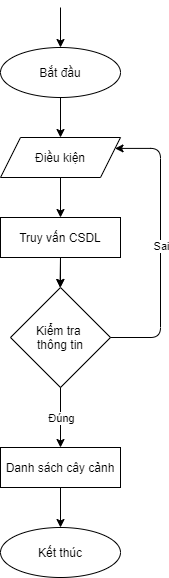 Bắt đầu
Điều kiện
Truy vấn CSDL
Sai
Kiểm tra
thông tin
Đúng
Danh sách cây cảnh
Kết thúc